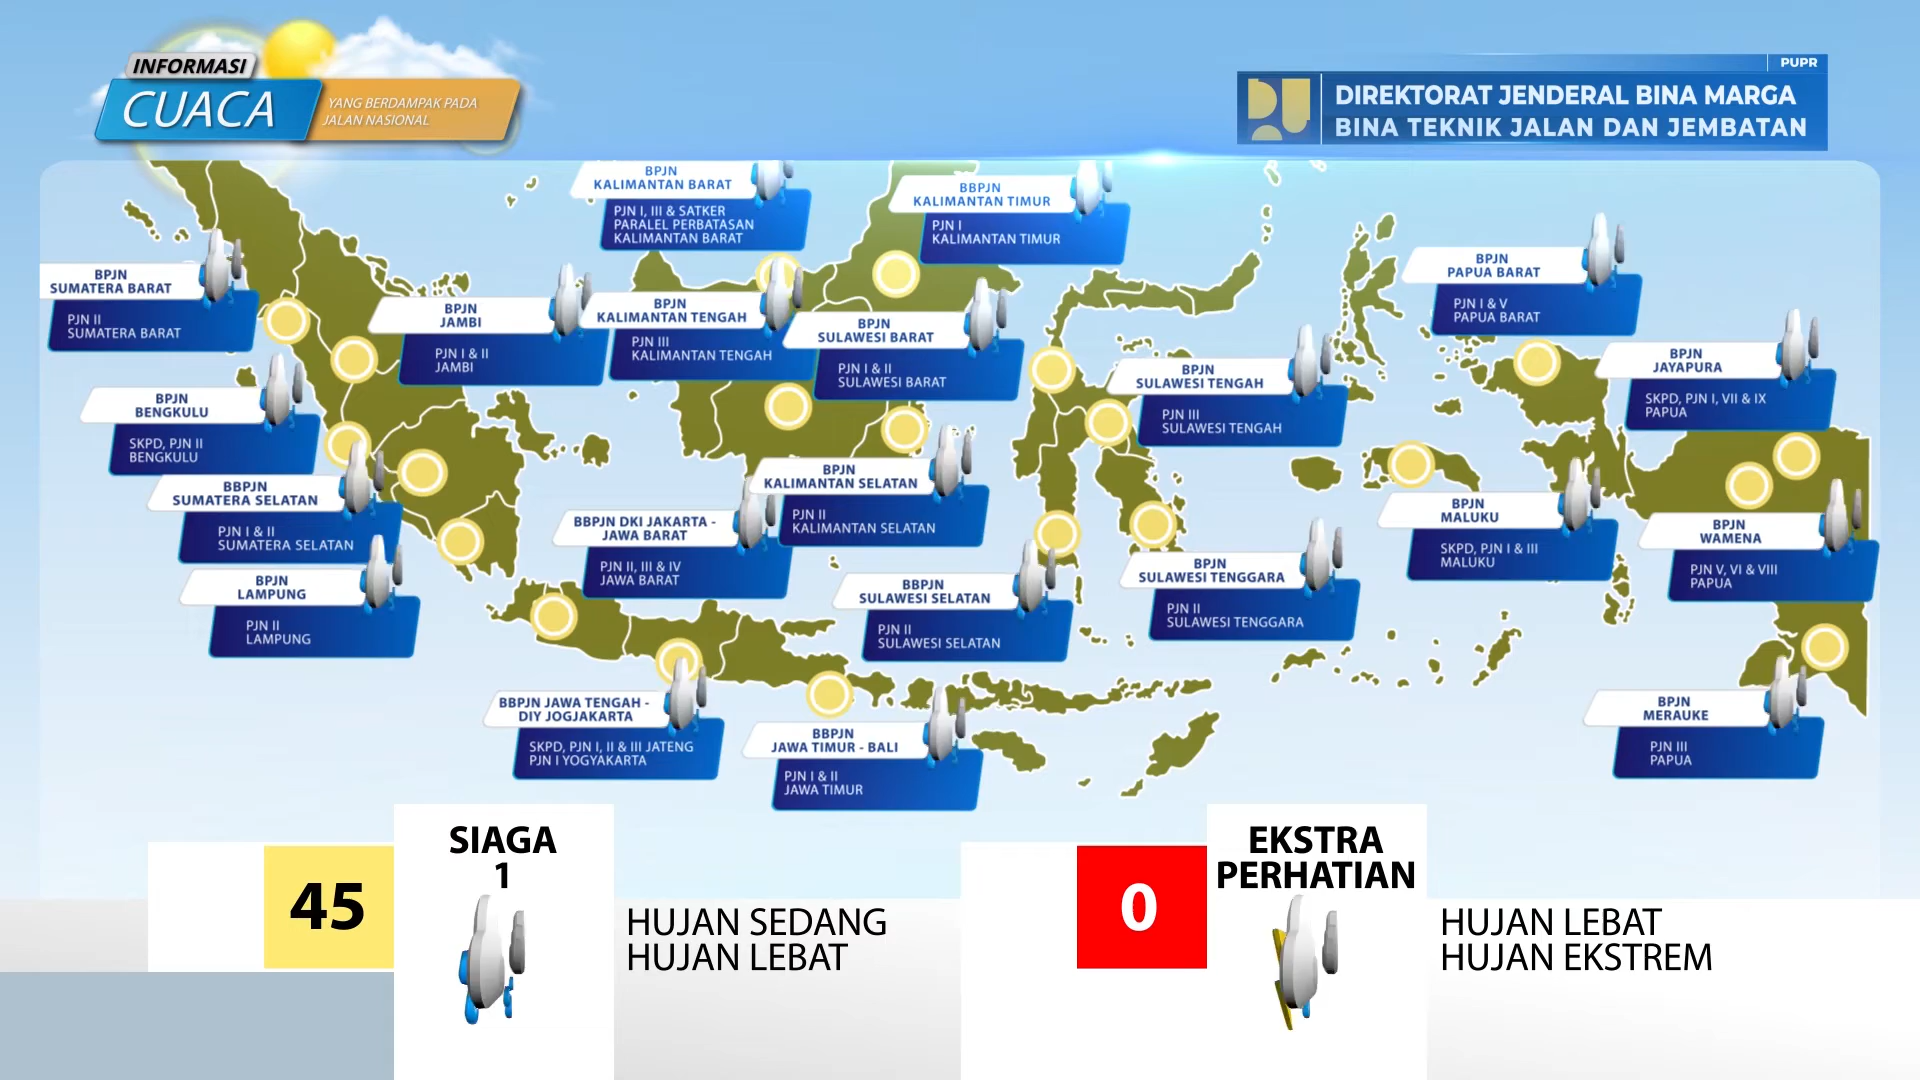 INFORMASI
CUACA
YANG BERDAMPAK PADA
JALAN NASIONAL
PUPR
DIREKTORAT JENDERAL BINA MARGA
BINA TEKNIK JALAN DAN JEMBATAN
BPJN
KALIMANTAN BARAT
PJN I, III & SATKER
PARALEL PERBATASAN
KALIMANTAN BARAT
BBPJN
KALIMANTAN TIMUR
PJN I
KALIMANTAN TIMUR
BPJN
PAPUA BARAT
PJN I & V
PAPUA BARAT
BPJN
SUMATERA BARAT
PJN II
SUMATERA BARAT
BPJN
JAMBI
PJN I & II
JAMBI
BPJN
KALIMANTAN TENGAH
PJN III
KALIMANTAN TENGAH
BPJN
SULAWESI BARAT
PJN I & II
SULAWESI BARAT
BPJN
SULAWESI TENGAH
PJN III
SULAWESI TENGAH
BPJN
JAYAPURA
SKPD, PJN I, VII & IX
PAPUA
BPJN
BENGKULU
SKPD, PJN II
BENGKULU
BBPJN
SUMATERA SELATAN
PJN I & II
SUMATERA SELATAN
BPJN
KALIMANTAN SELATAN
PJN II
KALIMANTAN SELATAN
BBPJN DKI JAKARTA -
JAWA BARAT
PJN II, III & IV
JAWA BARAT
BPJN
MALUKU
SKPD, PJN I & III
MALUKU
BPJN
WAMENA
PJN V, VI & VIII
PAPUA
BPJN
LAMPUNG
PJN II
LAMPUNG
BBPJN
SULAWESI SELATAN
PJN II
SULAWESI SELATAN
BPJN
SULAWESI TENGGARA
PJN II
SULAWESI TENGGARA
BBPJN JAWA TENGAH -
DIY JOGJAKARTA
SKPD, PJN I, II & III JATENG
PJN I YOGYAKARTA
BBPJN
JAWA TIMUR - BALI
PJN I & II
JAWA TIMUR
BPJN
MERAUKE
PJN III
PAPUA
45
SIAGA
1
HUJAN SEDANG
HUJAN LEBAT
0
EKSTRA
PERHATIAN
HUJAN LEBAT
HUJAN EKSTREM